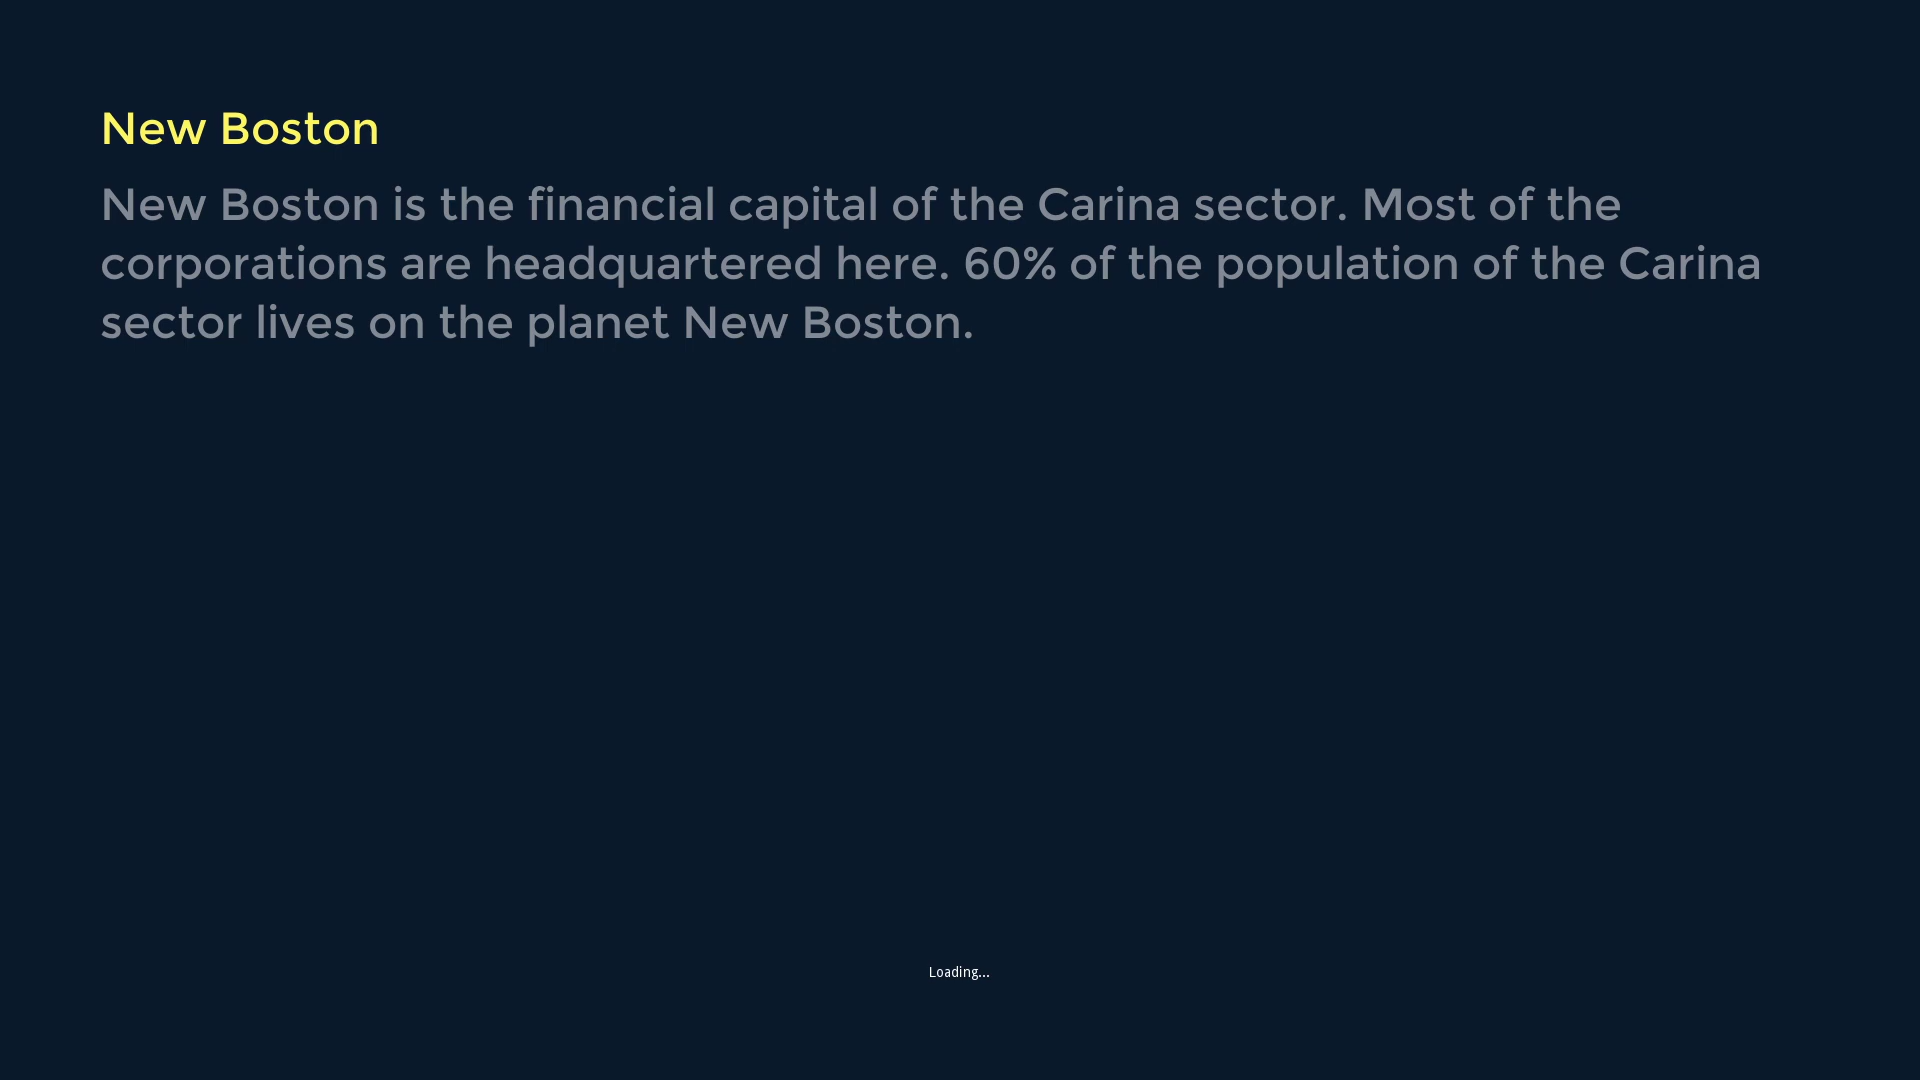 New Boston
New Boston is the financial capital of the Carina sector. Most of the
corporations are headquartered here. 60% of the population of the Carina
sector lives on the planet New Boston.
Loading...